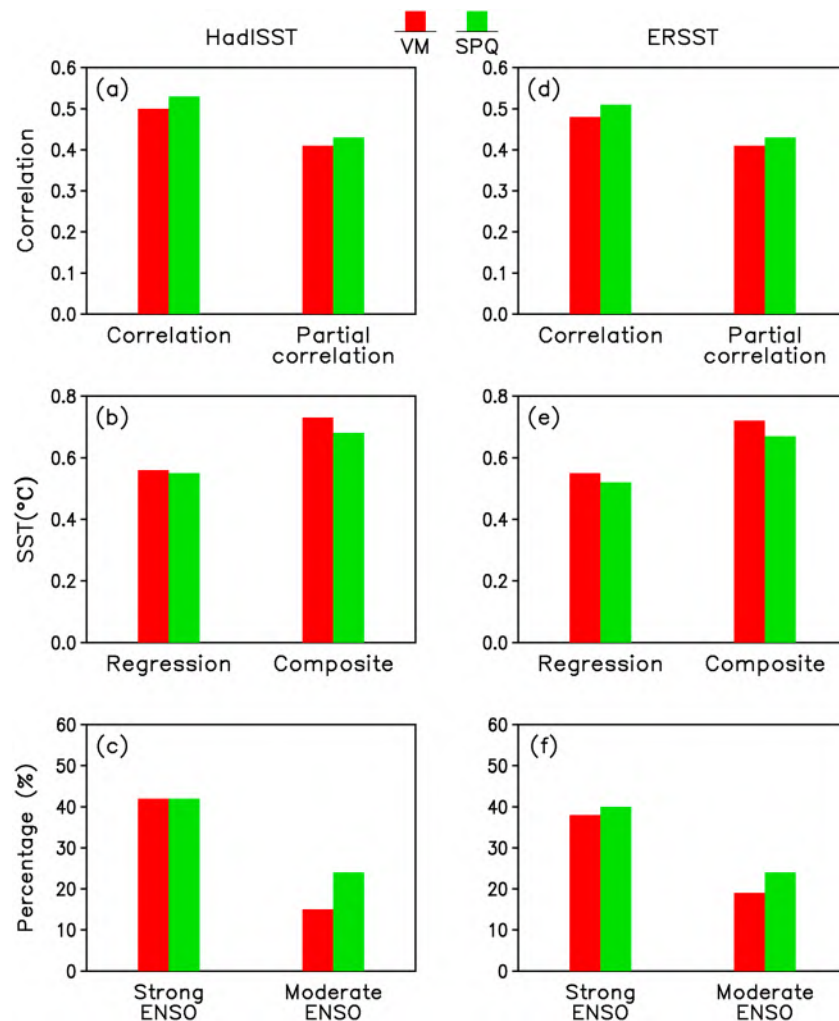 HadISST
VM
SPQ
ERSST
(a)
Correlation
0.6
0.5
0.4
0.3
0.2
0.1
0.0
Correlation
Partial
correlation
(d)
0.6
0.5
0.4
0.3
0.2
0.1
0.0
Correlation
Partial
correlation
(b)
SST(°C)
0.8
0.6
0.4
0.2
0.0
Regression
Composite
(e)
0.8
0.6
0.4
0.2
0.0
Regression
Composite
(c)
Percentage (%)
60
50
40
30
20
10
0
Strong
ENSO
Moderate
ENSO
(f)
60
50
40
30
20
10
0
Strong
ENSO
Moderate
ENSO